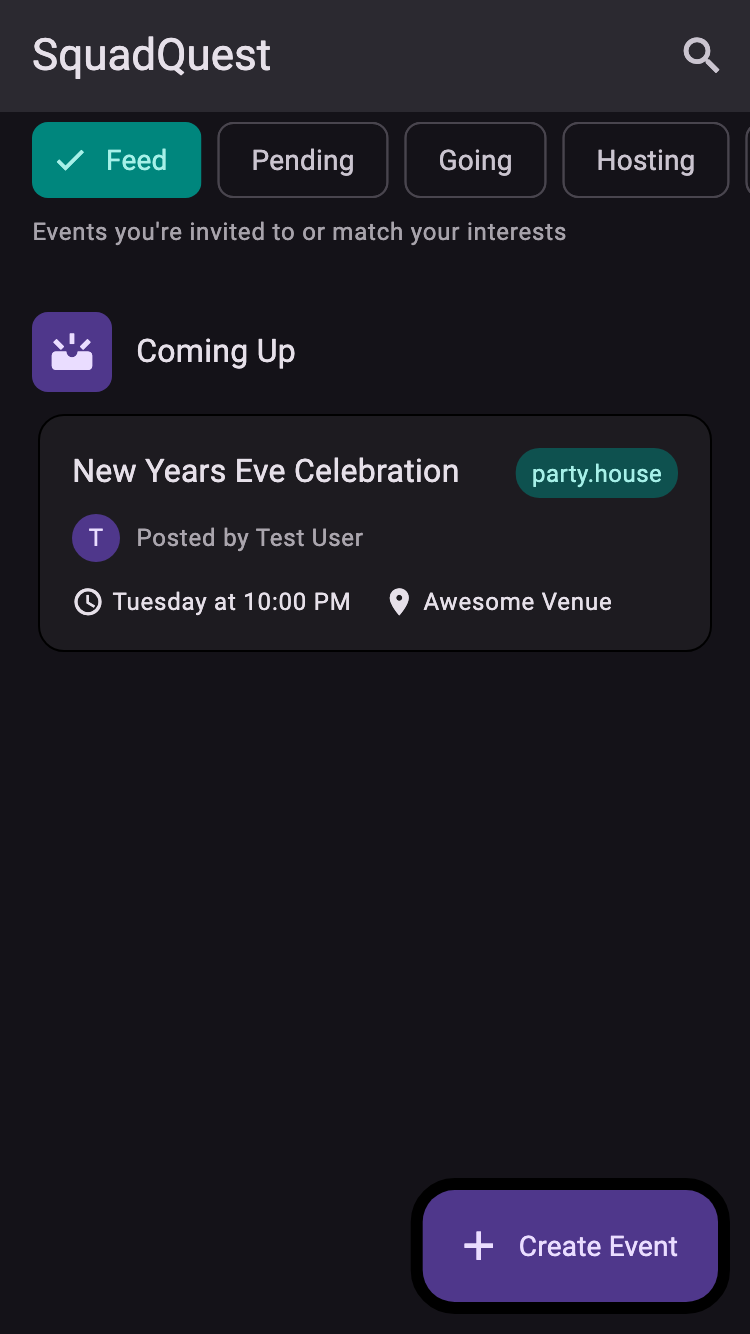 SquadQuest
Feed Pending Going Hosting
Events you're invited to or match your interests
Coming Up
New Years Eve Celebration party.house
T Posted by Test User
Tuesday at 10:00 PM Awesome Venue
Create Event